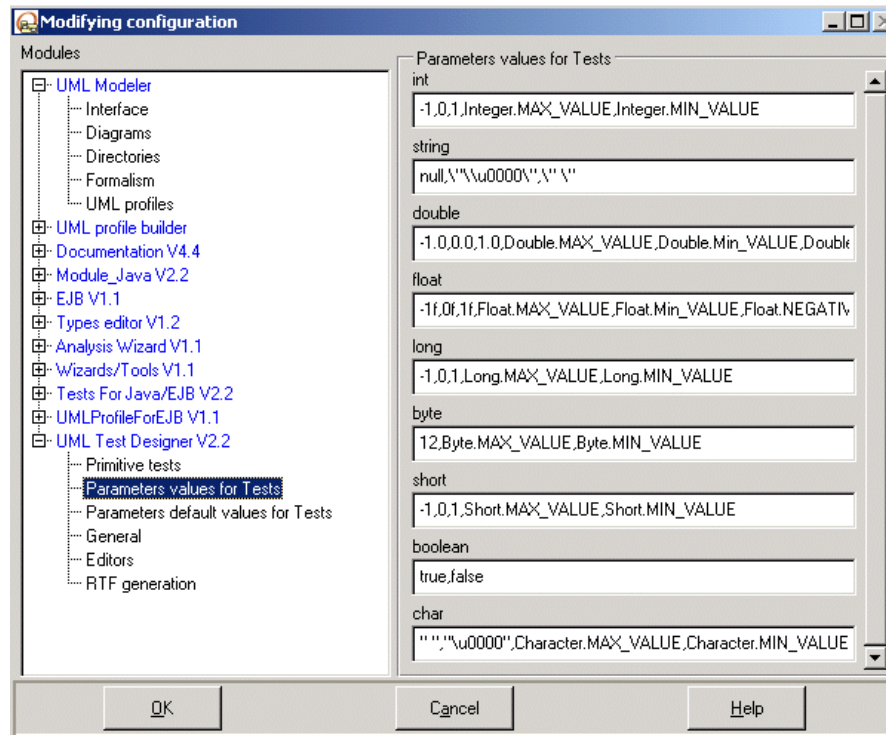 Modifying configuration
Modules
UML Modeler
Interface
Diagrams
Directories
Formalism
UML profiles
UML profile builder
Documentation V4.4
Module_Java V2.2
EJB V1.1
Types editor V1.2
Analysis Wizard V1.1
Wizards/Tools V1.1
Tests For Java/EJB V2.2
UMLProfileForEJB V1.1
UML Test Designer V2.2
Primitive tests
Parameters values for Tests
Parameters default values for Tests
General
Editors
RTF generation
Parameters values for Tests
int
-1,0,1,Integer.MAX_VALUE,Integer.MIN_VALUE
string
null,\"\\u0000\",\" \"
double
-1.0,0.0,1.0,Double.MAX_VALUE,Double.Min_VALUE,Double
float
-1f,0f,1f,Float.MAX_VALUE,Float.Min_VALUE,Float.NEGATIV
long
-1,0,1,Long.MAX_VALUE,Long.MIN_VALUE
byte
12,Byte.MAX_VALUE,Byte.MIN_VALUE
short
-1,0,1,Short.MAX_VALUE,Short.MIN_VALUE
boolean
true,false
char
" ","\u0000",Character.MAX_VALUE,Character.MIN_VALUE
OK
Cancel
Help